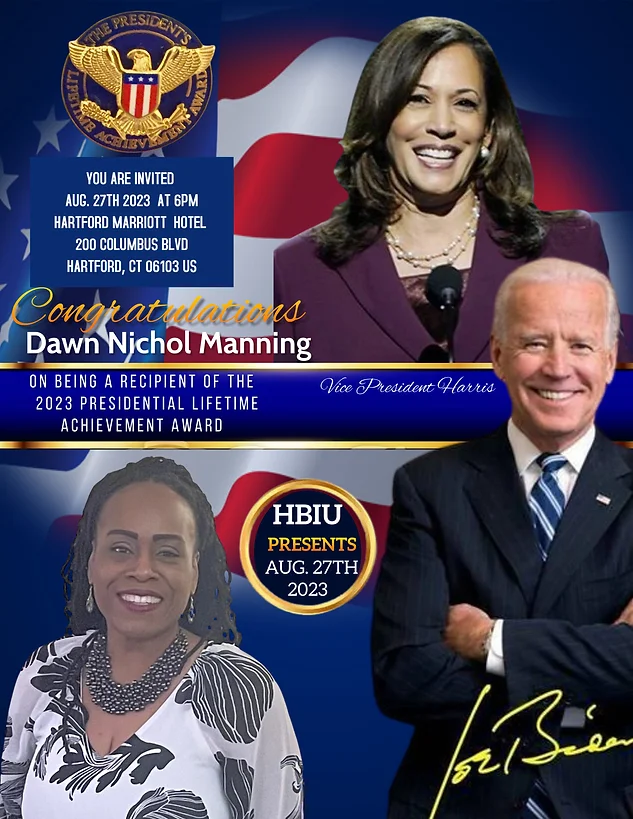 THE PRESIDENT'S
LIFETIME ACHIEVEMENT AWARD
YOU ARE INVITED
AUG. 27TH 2023 AT 6PM
HARTFORD MARRIOTT HOTEL
200 COLUMBUS BLVD
HARTFORD, CT 06103 US
Congratulations
Dawn Nichol Manning
ON BEING A RECIPIENT OF THE
2023 PRESIDENTIAL LIFETIME
ACHIEVEMENT AWARD
Vice President Harris
HBIU
PRESENTS
AUG. 27TH
2023
Joe Biden